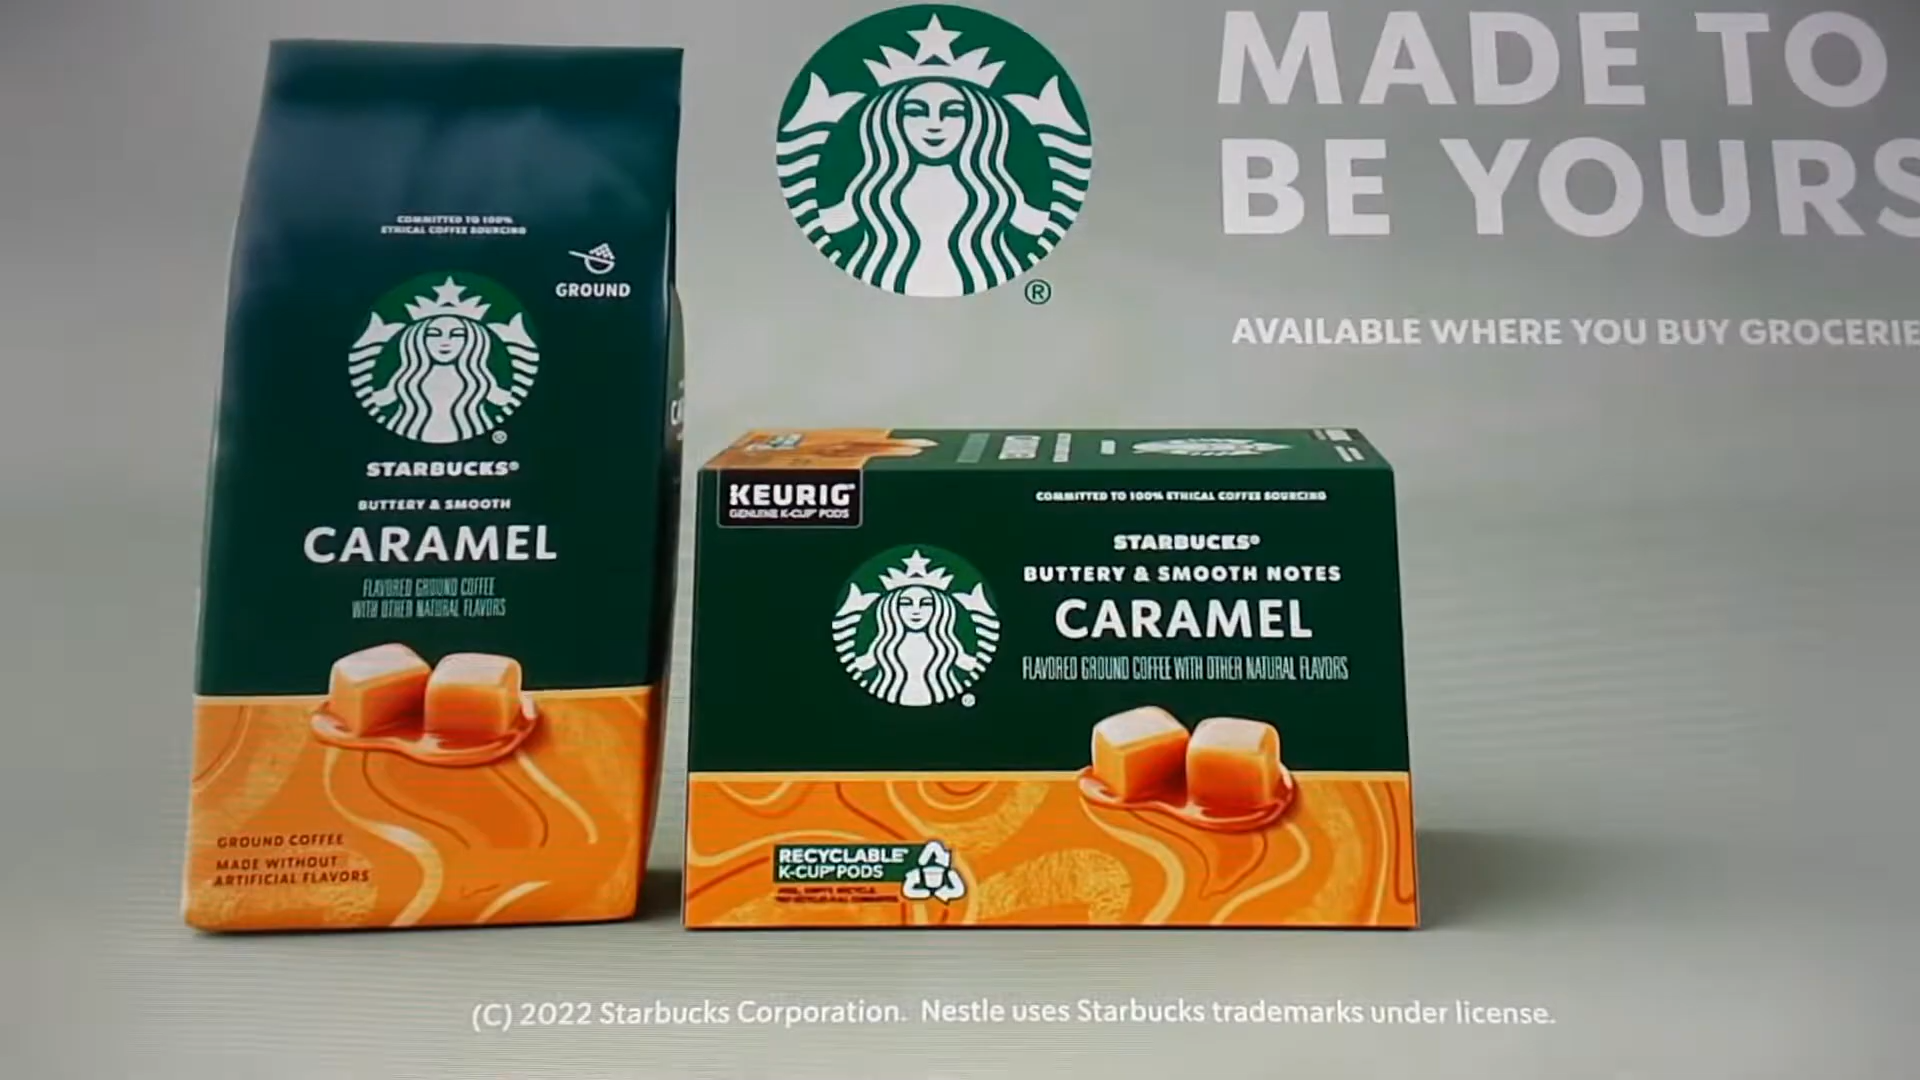 COMMITTED TO 100%
ETHICAL COFFEE SOURCING
GROUND
®
STARBUCKS®
BUTTERY & SMOOTH
CARAMEL
FLAVORED GROUND COFFEE
WITH OTHER NATURAL FLAVORS
GROUND COFFEE
MADE WITHOUT
ARTIFICIAL FLAVORS
®
MADE TO
BE YOURS
AVAILABLE WHERE YOU BUY GROCERIE
KEURIG®
GENUINE K-CUP® PODS
COMMITTED TO 100% ETHICAL COFFEE SOURCING
STARBUCKS®
BUTTERY & SMOOTH NOTES
CARAMEL
FLAVORED GROUND COFFEE WITH OTHER NATURAL FLAVORS
®
RECYCLABLE*
K-CUP® PODS
(C) 2022 Starbucks Corporation. Nestle uses Starbucks trademarks under license.